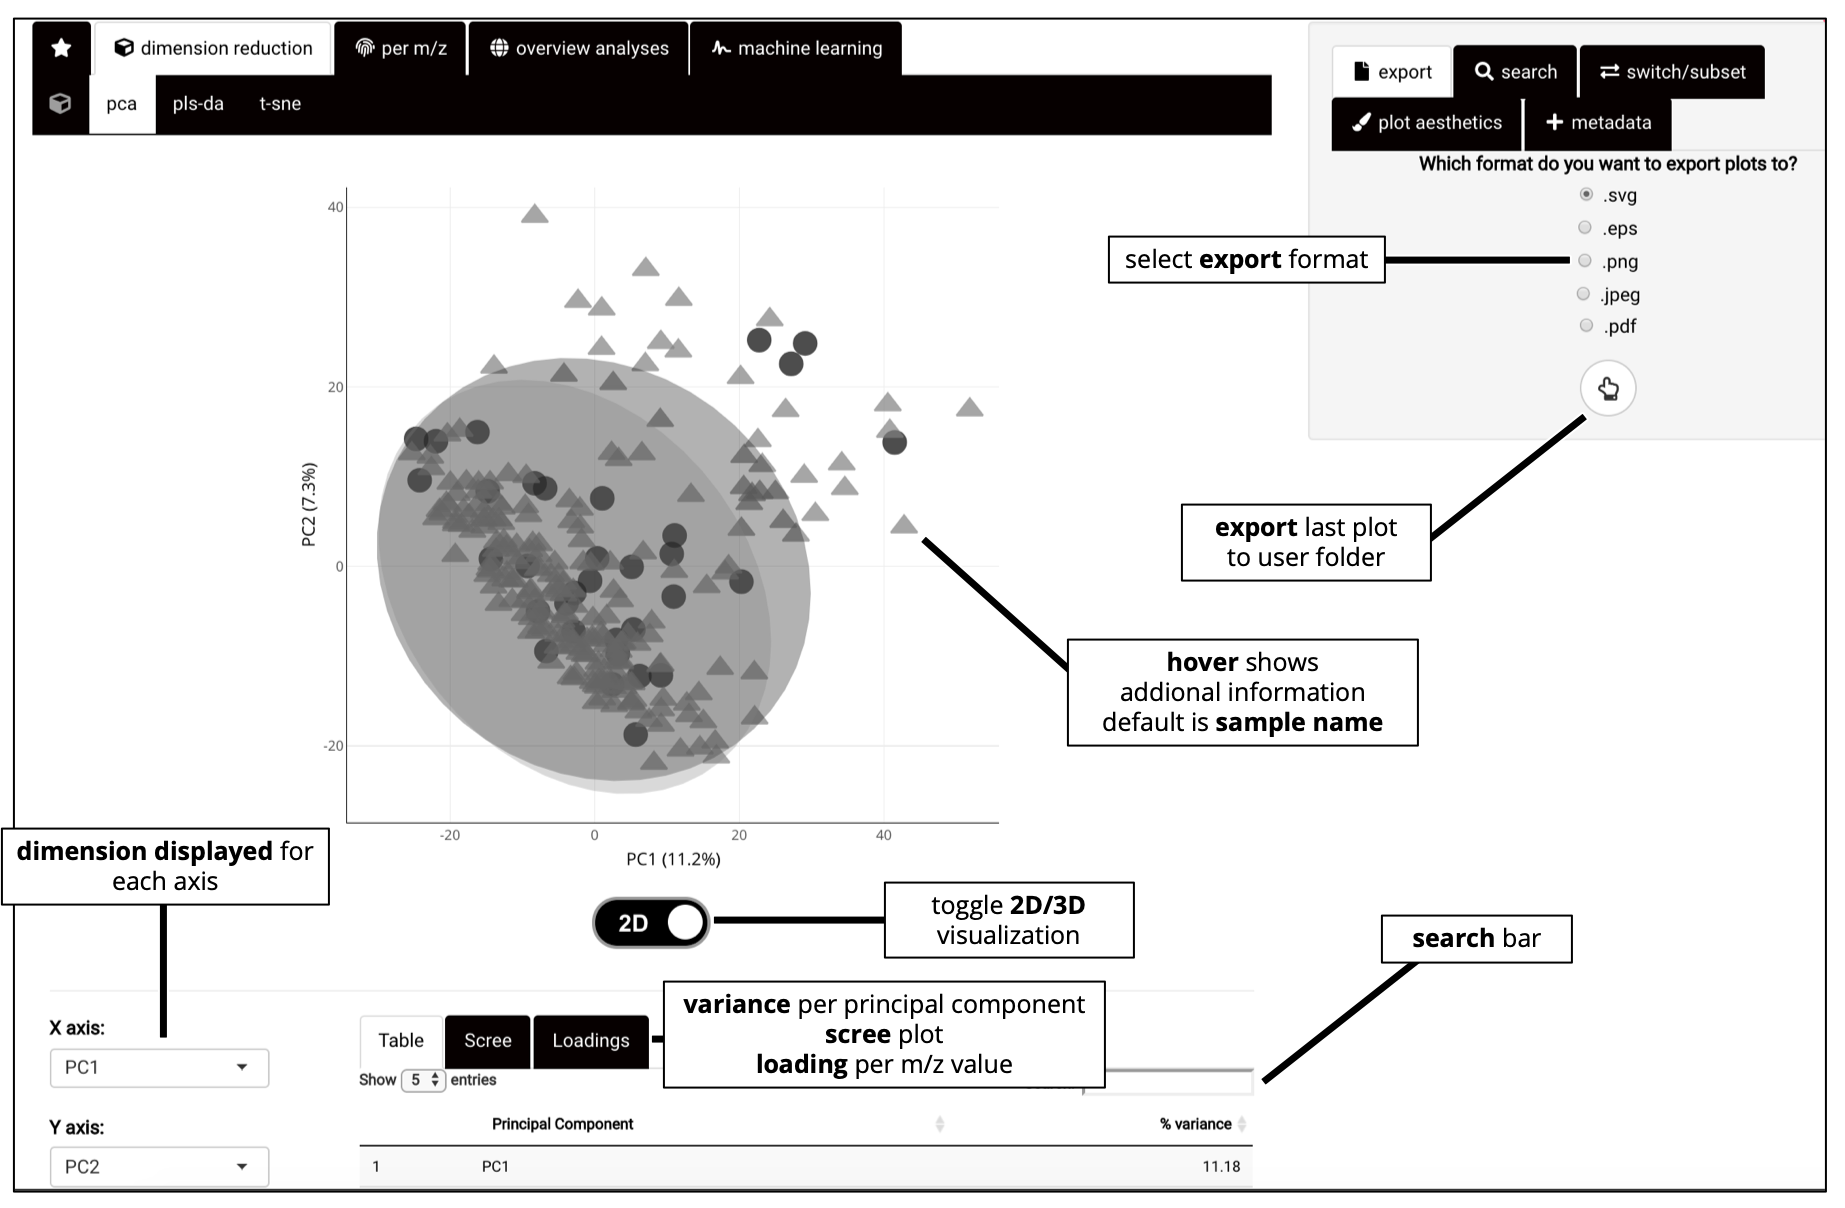 dimension reduction
per m/z
overview analyses
machine learning
pca
pls-da
t-sne
export
search
switch/subset
plot aesthetics
metadata
Which format do you want to export plots to?
.svg
.eps
.png
.jpeg
.pdf
select export format
export last plot
to user folder
hover shows
addional information
default is sample name
40
20
0
-20
PC2 (7.3%)
-20
0
20
40
PC1 (11.2%)
dimension displayed for
each axis
2D
toggle 2D/3D
visualization
search bar
variance per principal component
scree plot
loading per m/z value
X axis:
PC1
Y axis:
PC2
Table
Scree
Loadings
Show 5 entries
Principal Component
% variance
1
PC1
11.18